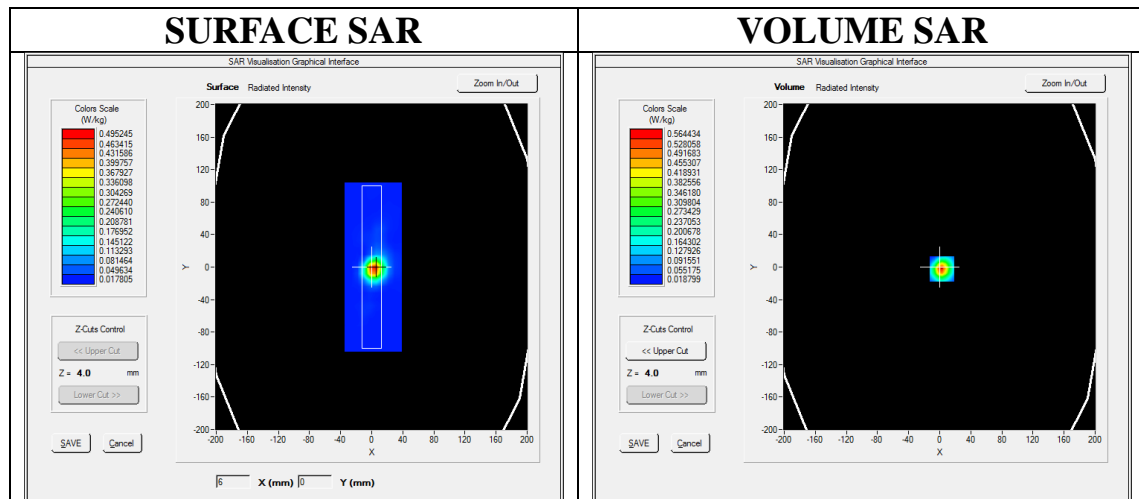 SURFACE SAR
SAR Visualisation Graphical Interface
Surface Radiated Intensity
Zoom In/Out
Colors Scale
(W/kg)
0.495245
0.463415
0.431586
0.399757
0.367927
0.336098
0.304269
0.272440
0.240610
0.208781
0.176952
0.145122
0.113293
0.081464
0.049634
0.017805
Z-Cuts Control
<< Upper Cut
Z = 4.0 mm
Lower Cut >>
SAVE Cancel
200
160
120
80
40
0
-40
-80
-120
-160
-200
Y
-200 -160 -120 -80 -40 0 40 80 120 160 200
X
6 X (mm) 0 Y (mm)
VOLUME SAR
SAR Visualisation Graphical Interface
Volume Radiated Intensity
Zoom In/Out
Colors Scale
(W/kg)
0.564434
0.528058
0.491683
0.455307
0.418931
0.382556
0.346180
0.309804
0.273429
0.237053
0.200678
0.164302
0.127926
0.091551
0.055175
0.018799
Z-Cuts Control
<< Upper Cut
Z = 4.0 mm
Lower Cut >>
SAVE Cancel
200
160
120
80
40
0
-40
-80
-120
-160
-200
Y
-200 -160 -120 -80 -40 0 40 80 120 160 200
X